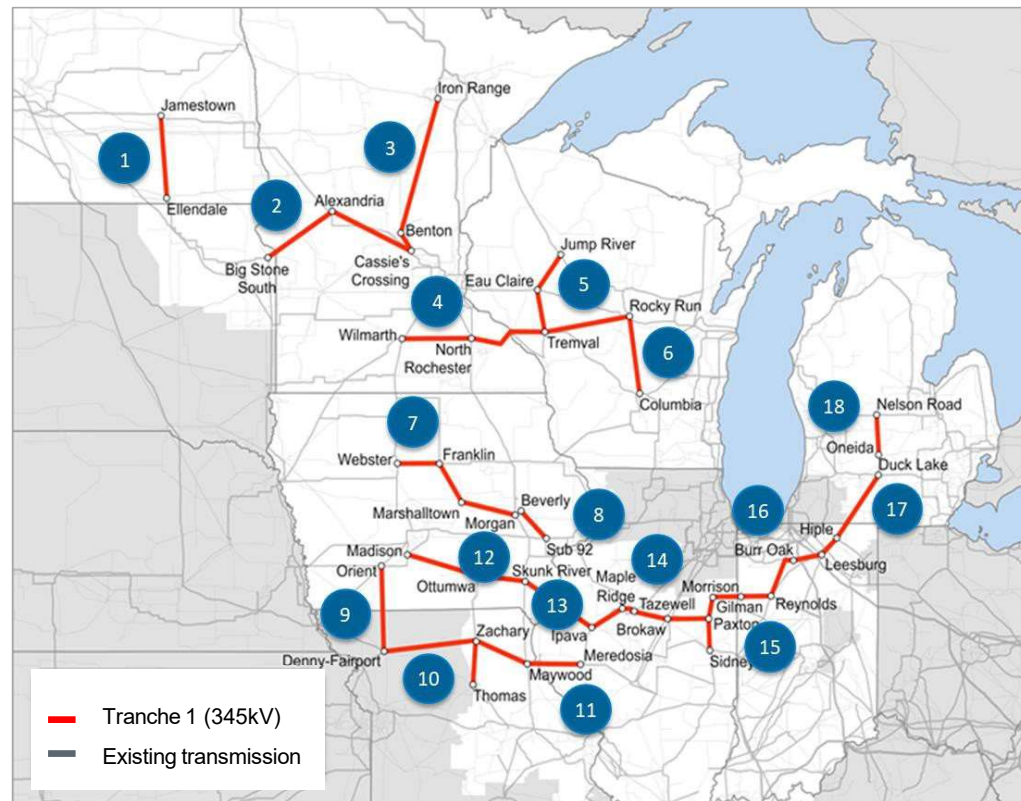 Iron Range
Jamestown
3
1
2
Alexandria
Ellendale
Benton
Jump River
Big Stone
South
Cassie's
Crossing
Eau Claire
5
4
Rocky Run
Wilmarth
North
Rochester
Tremval
6
Columbia
18
Nelson Road
7
Oneida
Webster
Franklin
Duck Lake
Marshalltown
Beverly
Morgan
8
16
17
Hiple
Madison
12
Sub 92
14
Burr Oak
Leesburg
Orient
Ottumwa
Skunk River
Maple
Ridge
Morrison
13
Tazewell
Gilman
Reynolds
9
Ipava
Brokaw
Paxton
Zachary
15
Denny-Fairport
Meredosia
Sidney
10
Maywood
Thomas
11
Tranche 1 (345kV)
Existing transmission